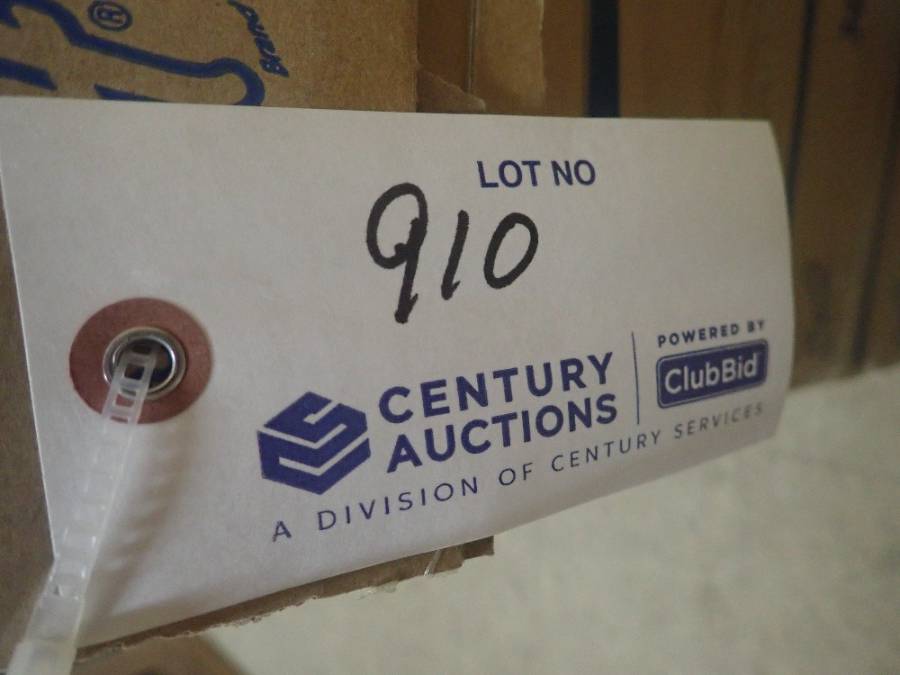 ®
LOT NO
910
CENTURY
AUCTIONS
POWERED BY
ClubBid
A DIVISION OF CENTURY SERVICES